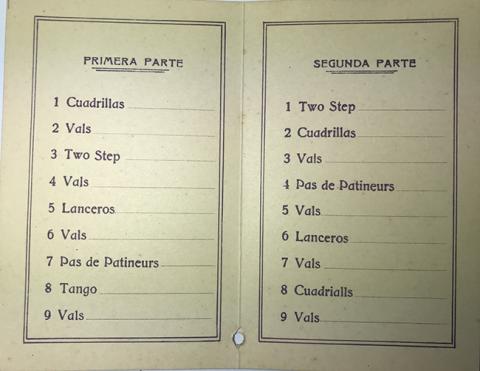 PRIMERA PARTE
1 Cuadrillas
2 Vals
3 Two Step
4 Vals
5 Lanceros
6 Vals
7 Pas de Patineurs
8 Tango
9 Vals
SEGUNDA PARTE
1 Two Step
2 Cuadrillas
3 Vals
4 Pas de Patineurs
5 Vals
6 Lanceros
7 Vals
8 Cuadrialls
9 Vals